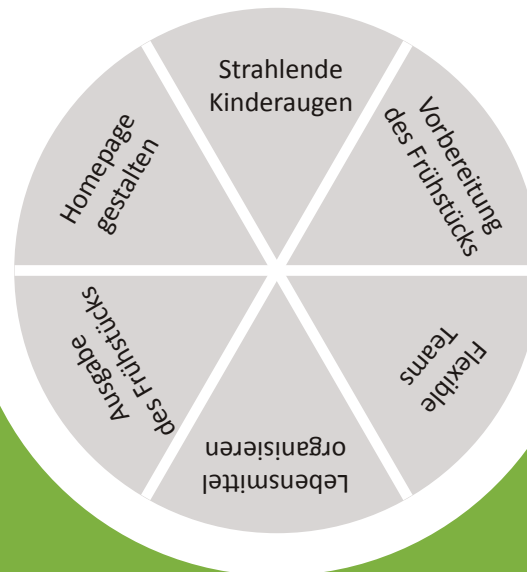 Strahlende
Kinderaugen
Vorbereitung
des Frühstücks
Flexible
Teams
Lebensmittel
organisieren
Ausgabe
des Frühstücks
Homepage
gestalten